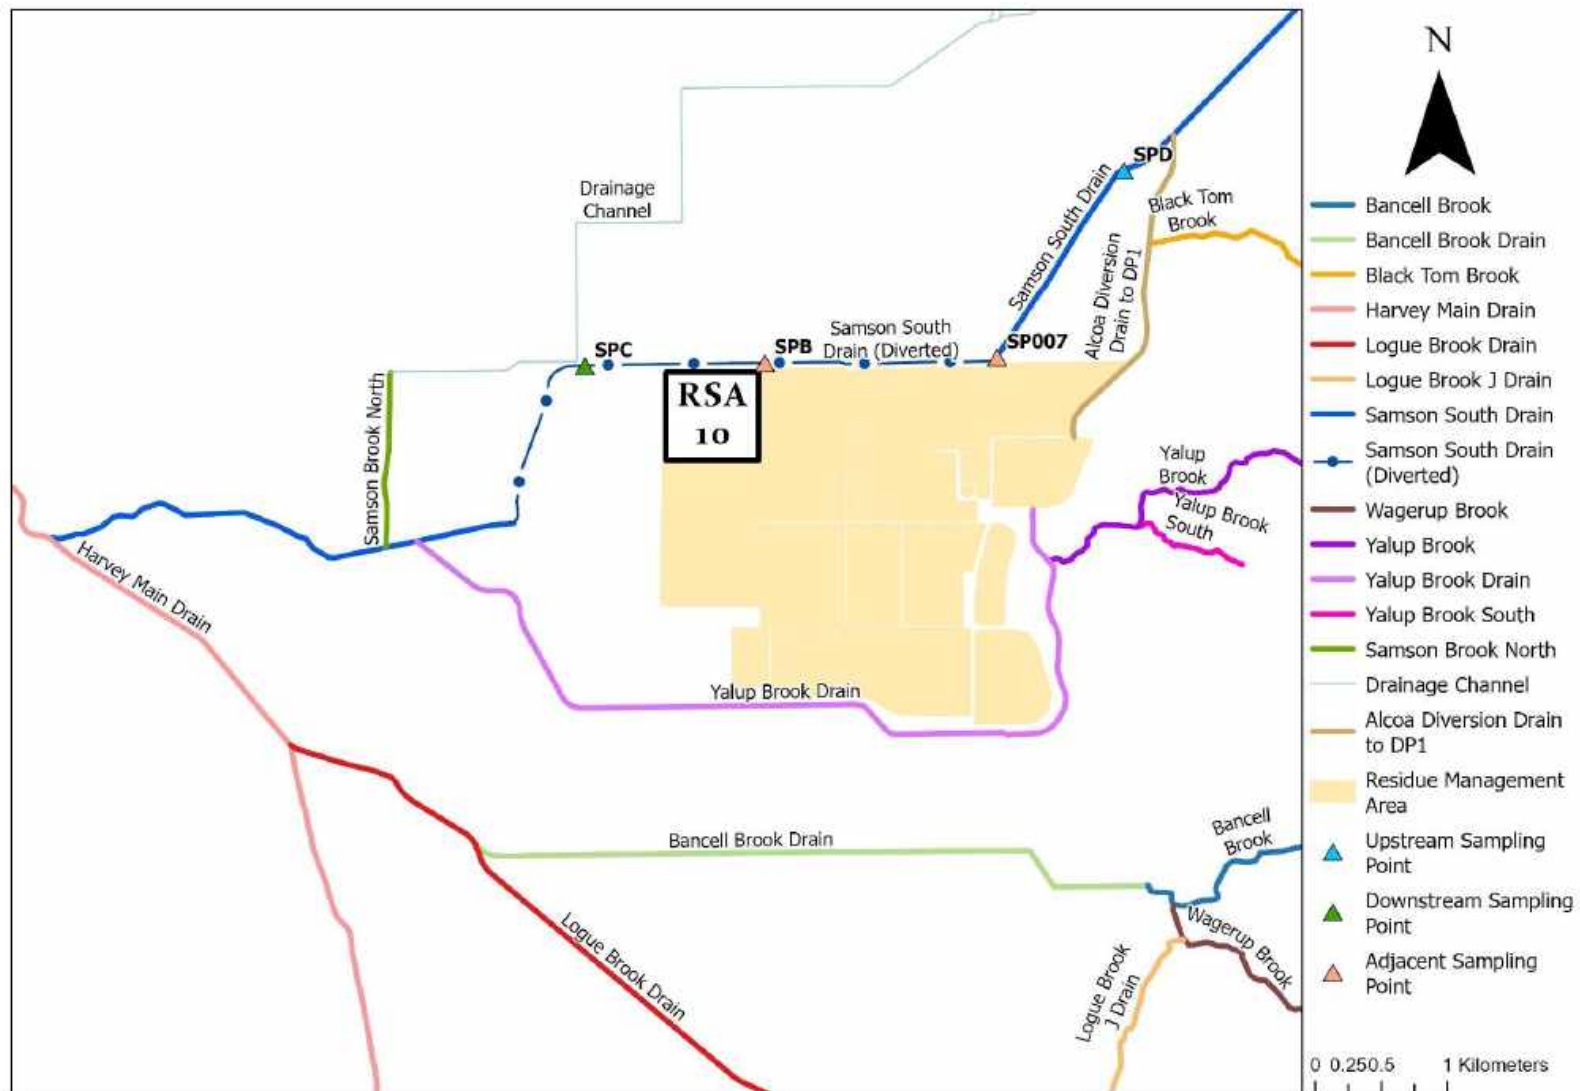 N
SPD
Black Tom
Brook
Samson South Drain
Alcoa Diversion
Drain to DP1
Drainage
Channel
Samson South
Drain (Diverted)
SPC
SPB
SP007
RSA
10
Samson Brook North
Yalup
Brook
Yalup Brook
South
Harvey Main Drain
Yalup Brook Drain
Bancell Brook Drain
Bancell
Brook
Wagerup Brook
Logue Brook
J Drain
Logue Brook Drain
Bancell Brook
Bancell Brook Drain
Black Tom Brook
Harvey Main Drain
Logue Brook Drain
Logue Brook J Drain
Samson South Drain
Samson South Drain
(Diverted)
Wagerup Brook
Yalup Brook
Yalup Brook Drain
Yalup Brook South
Samson Brook North
Drainage Channel
Alcoa Diversion Drain
to DP1
Residue Management
Area
Upstream Sampling
Point
Downstream Sampling
Point
Adjacent Sampling
Point
0 0.250.5 1 Kilometers